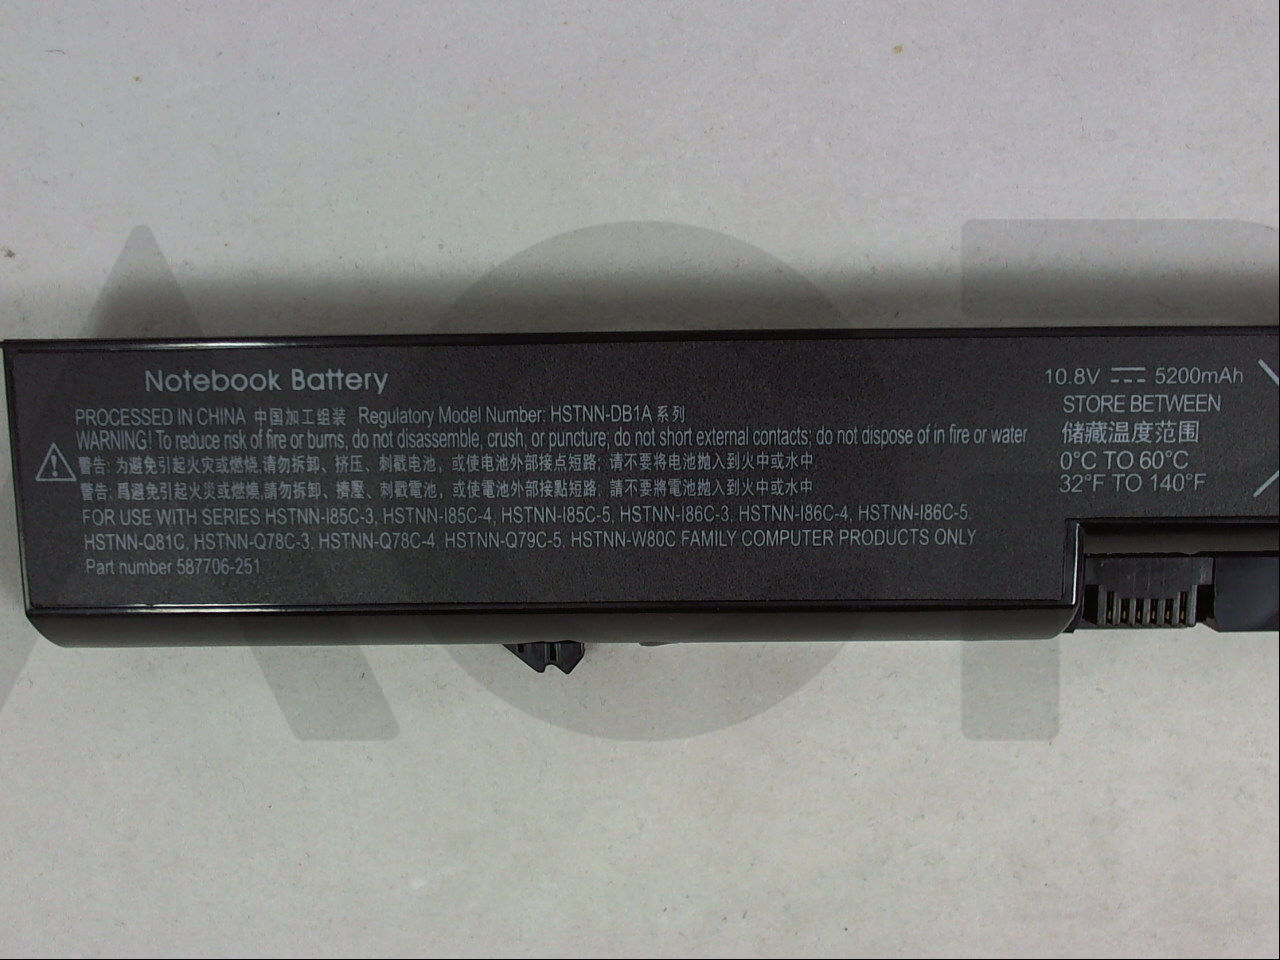 Notebook Battery
PROCESSED IN CHINA 中国加工组装 Regulatory Model Number: HSTNN-DB1A 系列
WARNING! To reduce risk of fire or burns, do not disassemble, crush, or puncture; do not short external contacts; do not dispose of in fire or water
警告: 为避免引起火灾或燃烧,请勿拆卸、挤压、刺戳电池，或使电池外部接点短路; 请不要将电池抛入到火中或水中
警告: 爲避免引起火災或燃燒,請勿拆卸、擠壓、刺戳電池，或使電池外部接點短路; 請不要將電池拋入到火中或水中
FOR USE WITH SERIES HSTNN-I85C-3, HSTNN-I85C-4, HSTNN-I85C-5, HSTNN-I86C-3, HSTNN-I86C-4, HSTNN-I86C-5,
HSTNN-Q81C, HSTNN-Q78C-3, HSTNN-Q78C-4, HSTNN-Q79C-5, HSTNN-W80C FAMILY COMPUTER PRODUCTS ONLY
Part number 587706-251
10.8V 5200mAh
STORE BETWEEN
储藏温度范围
0°C TO 60°C
32°F TO 140°F